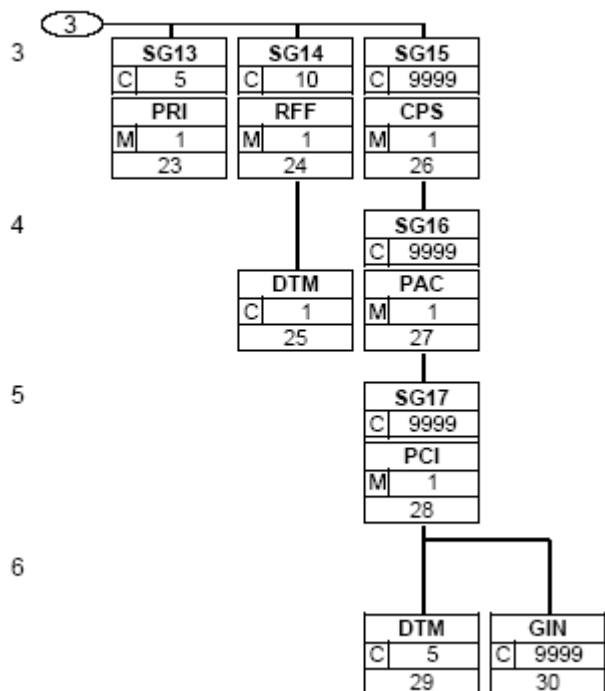 3
3 SG13 SG14 SG15
C 5 C 10 C 9999
PRI RFF CPS
M 1 M 1 M 1
23 24 26
4 SG16
C 9999
DTM PAC
C 1 M 1
25 27
5 SG17
C 9999
PCI
M 1
28
6
DTM GIN
C 5 C 9999
29 30